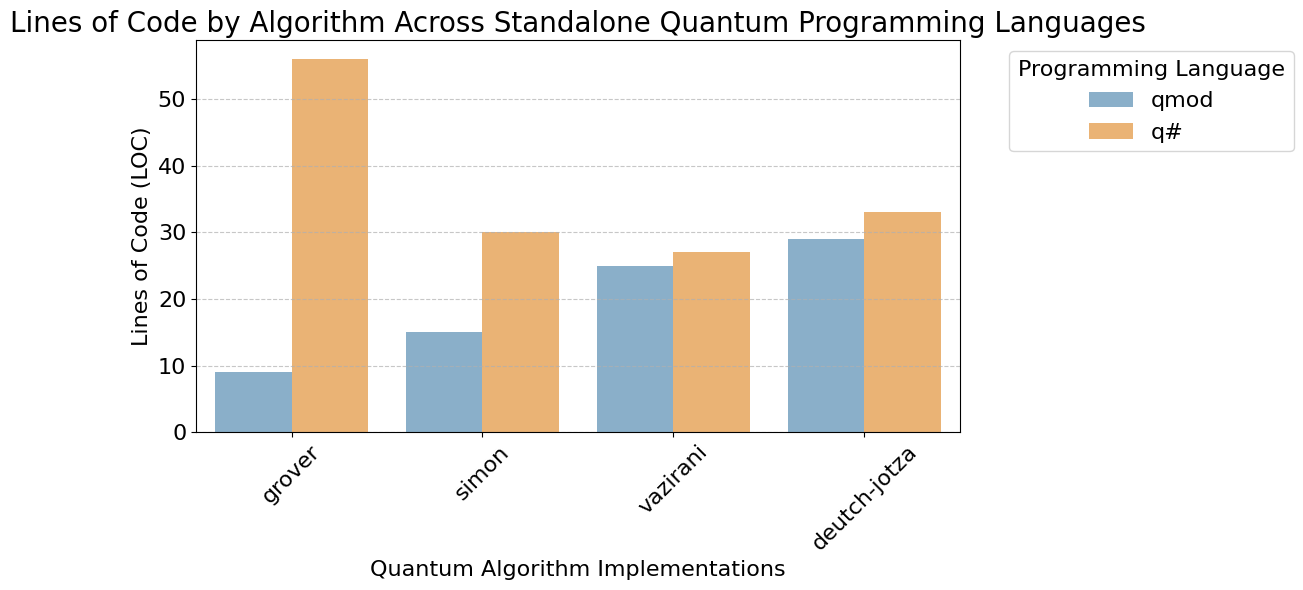 Lines of Code by Algorithm Across Standalone Quantum Programming Languages
Programming Language
qmod
q#
Lines of Code (LOC)
50
40
30
20
10
0
grover
simon
vazirani
deutch-jotza
Quantum Algorithm Implementations